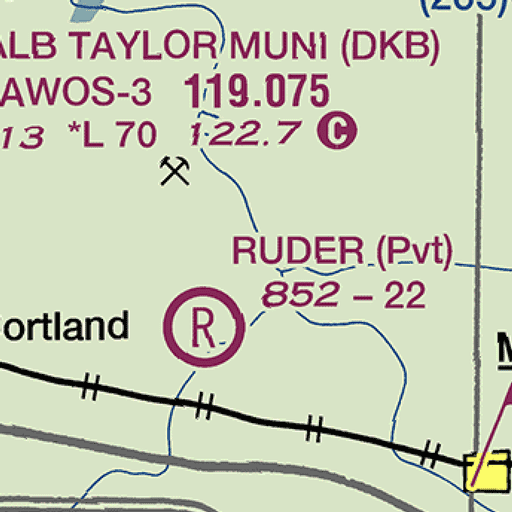 ALB TAYLOR MUNI (DKB)
AWOS-3 119.075
13 *L 70 122.7 C
RUDER (Pvt)
852 – 22
R
ortland